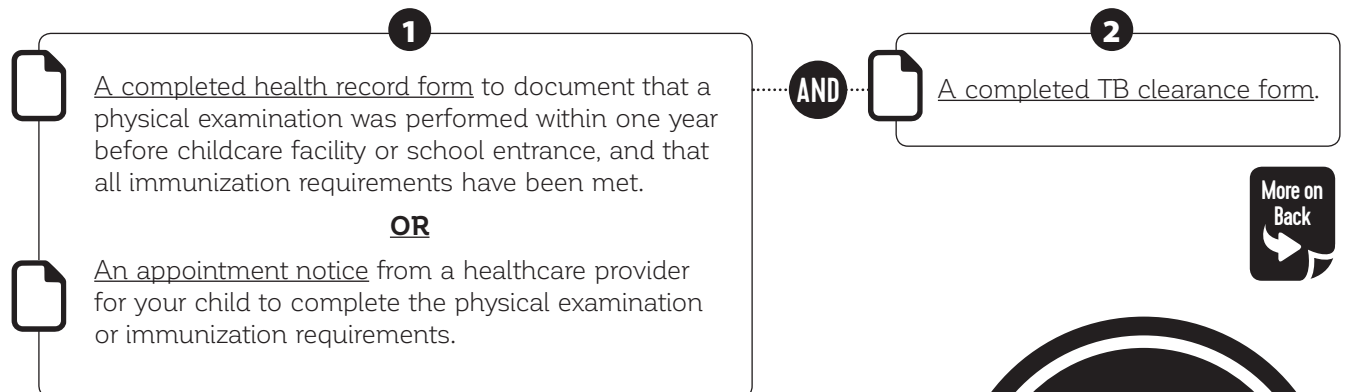 1
A completed health record form to document that a
physical examination was performed within one year
before childcare facility or school entrance, and that
all immunization requirements have been met.
OR
An appointment notice from a healthcare provider
for your child to complete the physical examination
or immunization requirements.
AND
2
A completed TB clearance form.
More on
Back